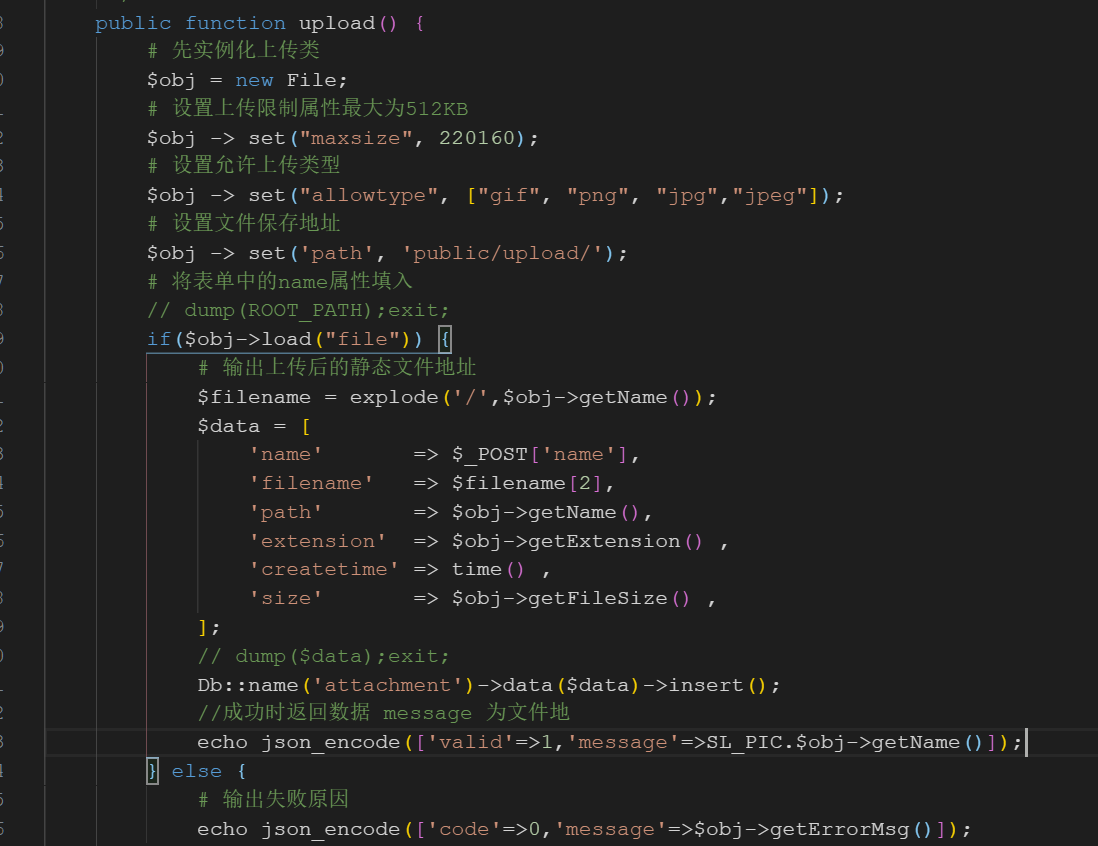 public function upload() {
# 先实例化上传类
$obj = new File;
# 设置上传限制属性最大为512KB
$obj -> set("maxsize", 220160);
# 设置允许上传类型
$obj -> set("allowtype", ["gif", "png", "jpg","jpeg"]);
# 设置文件保存地址
$obj -> set('path', 'public/upload/');
# 将表单中的name属性填入
// dump(ROOT_PATH);exit;
if($obj->load("file")) {
# 输出上传后的静态文件地址
$filename = explode('/',$obj->getName());
$data = [
'name' => $_POST['name'],
'filename' => $filename[2],
'path' => $obj->getName(),
'extension' => $obj->getExtension() ,
'createtime' => time() ,
'size' => $obj->getFileSize() ,
];
// dump($data);exit;
Db::name('attachment')->data($data)->insert();
//成功时返回数据 message 为文件地
echo json_encode(['valid'=>1,'message'=>SL_PIC.$obj->getName()]);
} else {
# 输出失败原因
echo json_encode(['code'=>0,'message'=>$obj->getErrorMsg()]);